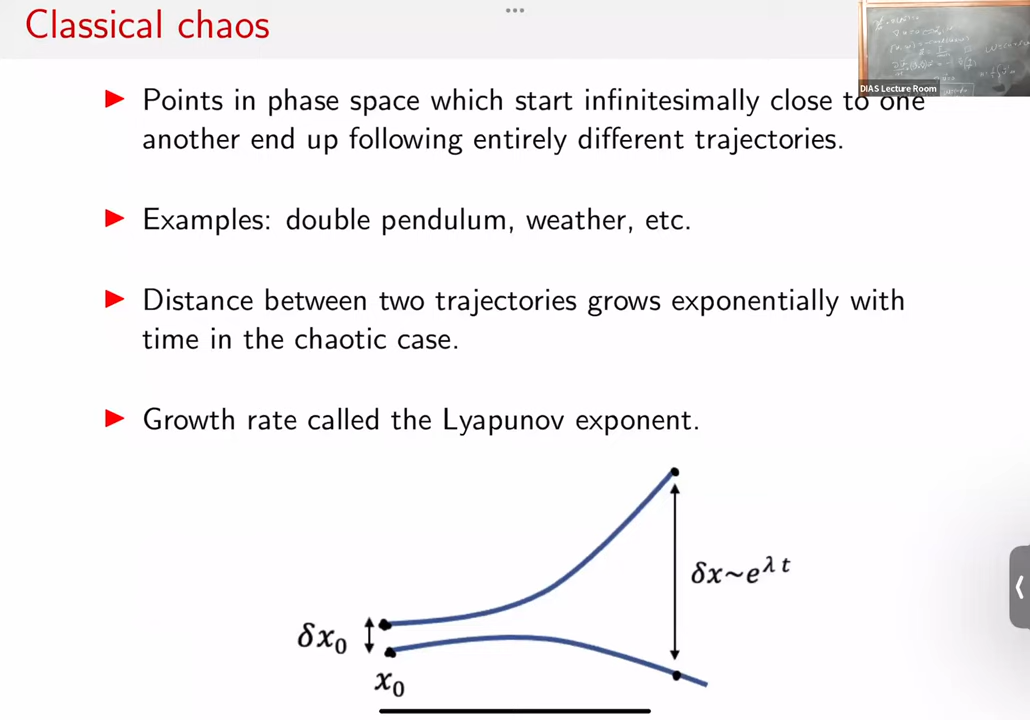 Classical chaos
DIAS Lecture Room
Points in phase space which start infinitesimally close to one
another end up following entirely different trajectories.
Examples: double pendulum, weather, etc.
Distance between two trajectories grows exponentially with
time in the chaotic case.
Growth rate called the Lyapunov exponent.
δx~e^{λ t}
δx₀
x₀